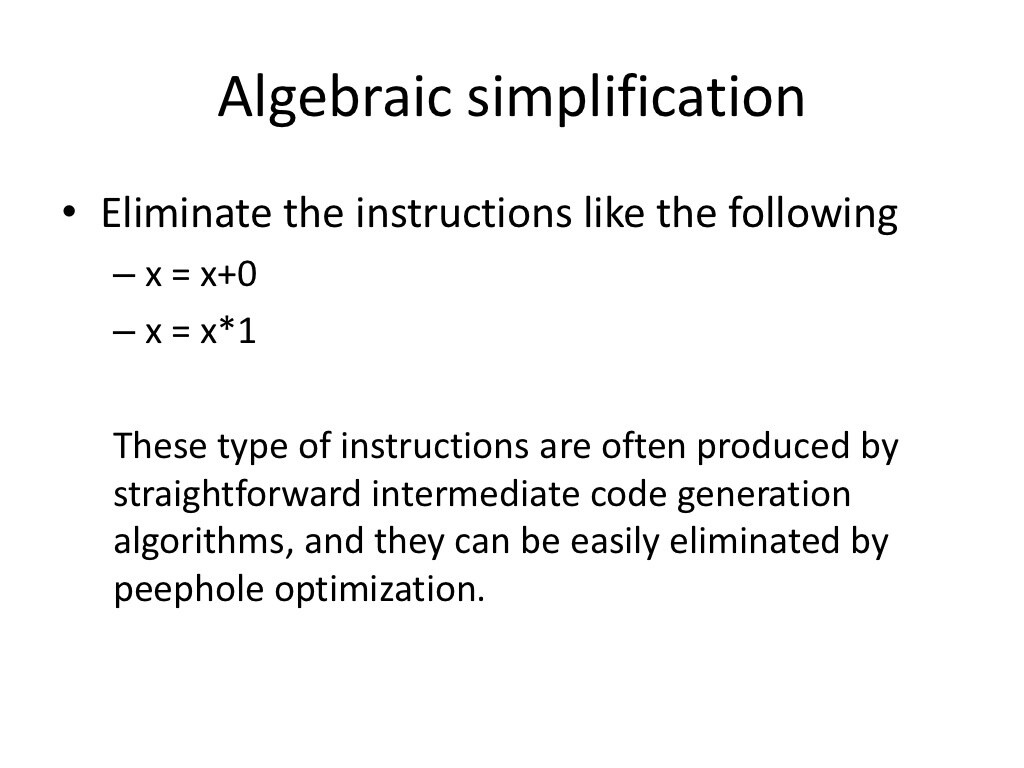 Algebraic simplification
• Eliminate the instructions like the following
– x = x+0
– x = x*1
These type of instructions are often produced by
straightforward intermediate code generation
algorithms, and they can be easily eliminated by
peephole optimization.